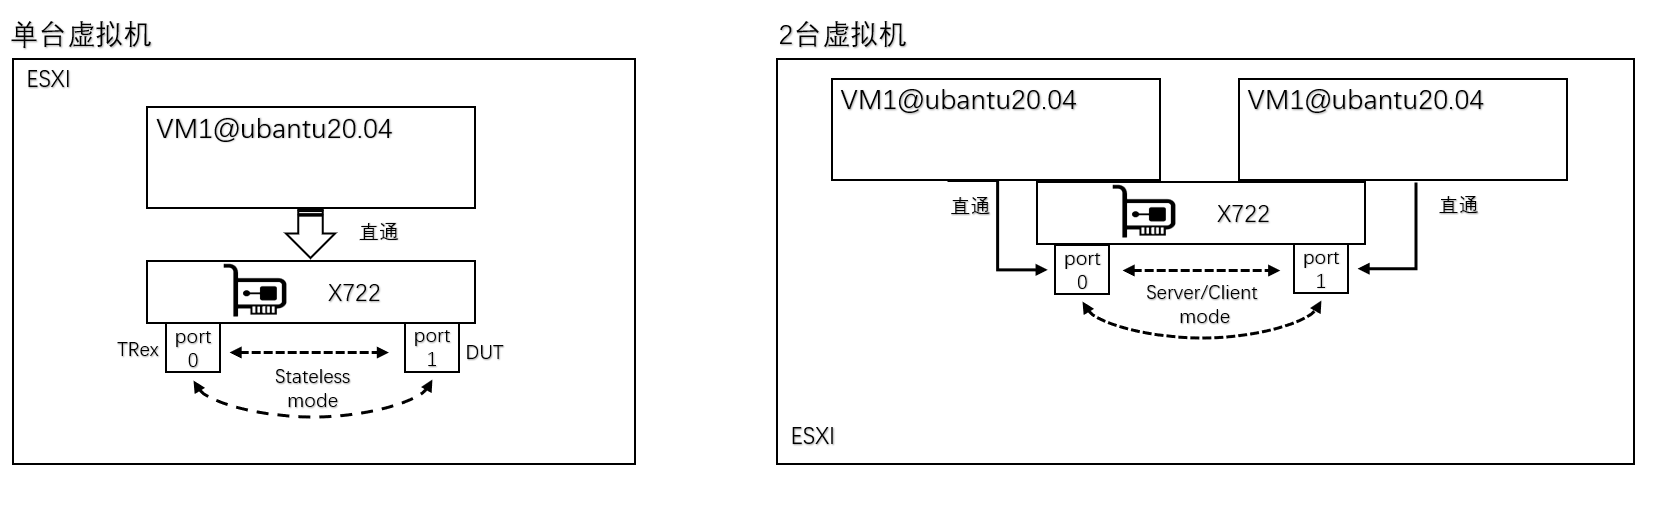 单台虚拟机
ESXI
VM1@ubantu20.04
直通
X722
TRex
port
0
port
1
DUT
Stateless
mode
2台虚拟机
VM1@ubantu20.04
VM1@ubantu20.04
直通
X722
直通
port
0
port
1
Server/Client
mode
ESXI